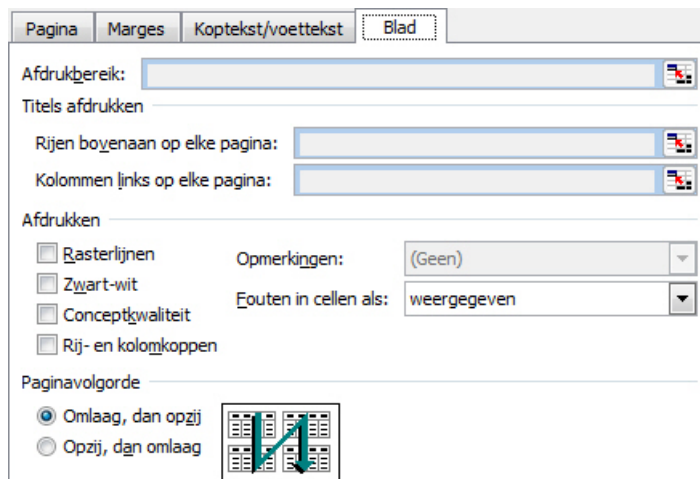 Pagina Marges Koptekst/voettekst Blad
Afdrukbereik:
Titels afdrukken
Rijen bovenaan op elke pagina:
Kolommen links op elke pagina:
Afdrukken
Rasterlijnen
Opmerkingen: (Geen)
Zwart-wit
Fouten in cellen als: weergegeven
Conceptkwaliteit
Rij- en kolomkoppen
Paginavolgorde
Omlaag, dan opzij
Opzij, dan omlaag